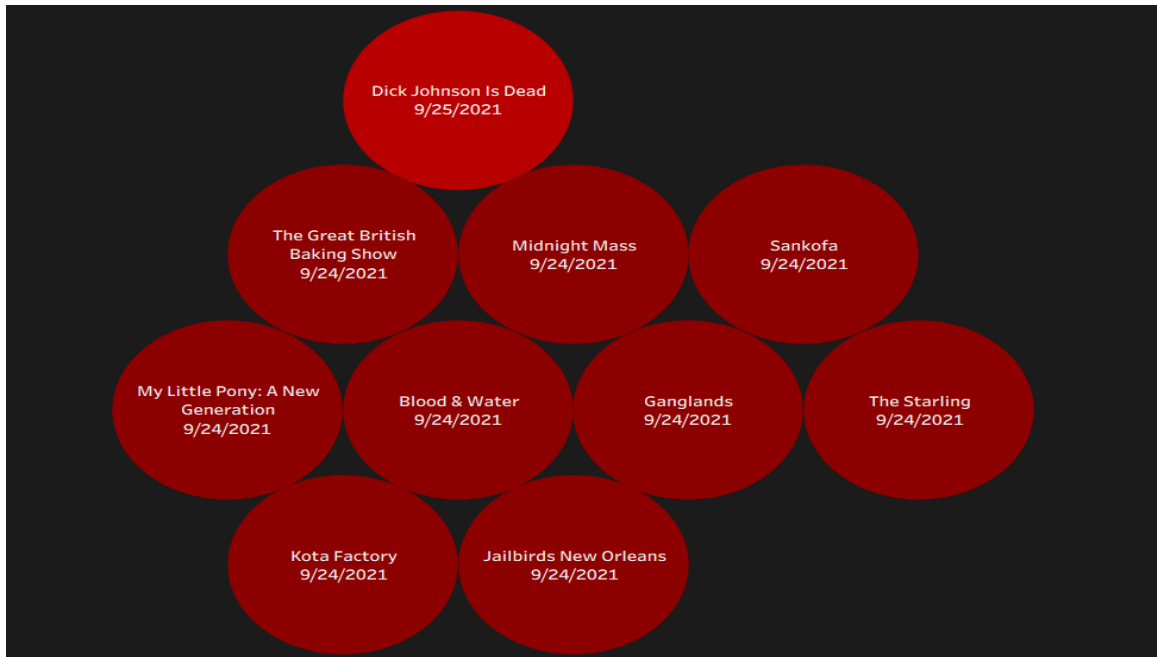 Dick Johnson Is Dead
9/25/2021
The Great British
Baking Show
9/24/2021
Midnight Mass
9/24/2021
Sankofa
9/24/2021
My Little Pony: A New
Generation
9/24/2021
Blood & Water
9/24/2021
Ganglands
9/24/2021
The Starling
9/24/2021
Kota Factory
9/24/2021
Jailbirds New Orleans
9/24/2021